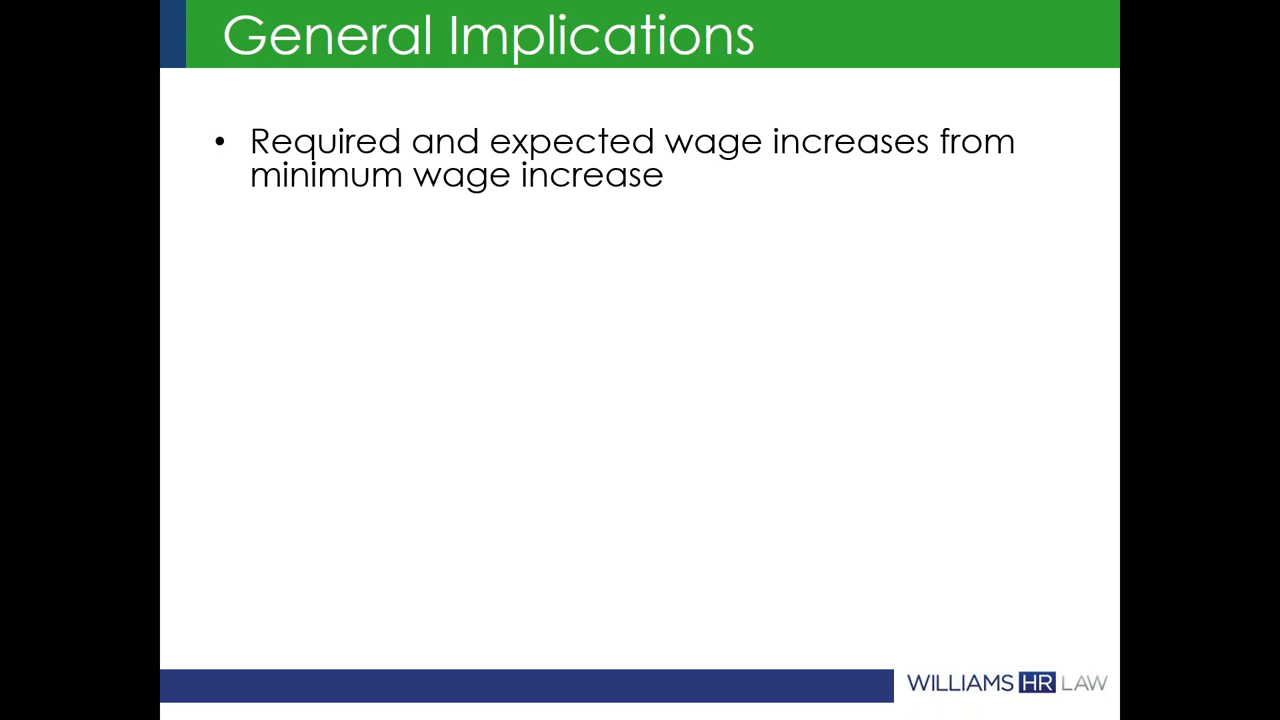 General Implications
• Required and expected wage increases from
minimum wage increase
WILLIAMS HR LAW